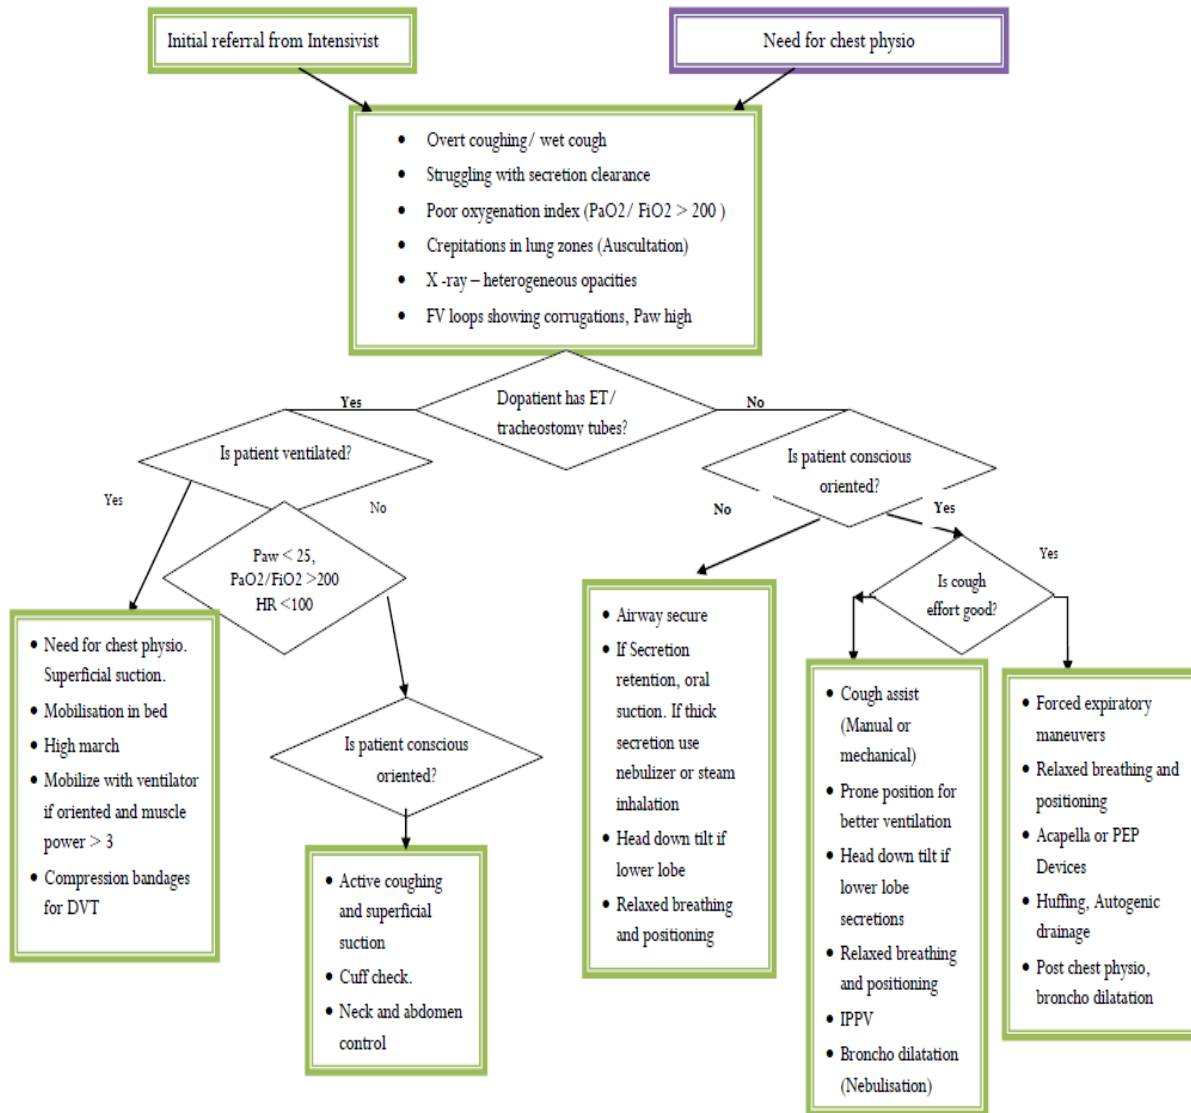 Initial referral from Intensivist
Need for chest physio
• Overt coughing/ wet cough
• Struggling with secretion clearance
• Poor oxygenation index (PaO2/ FiO2 > 200 )
• Crepitations in lung zones (Auscultation)
• X -ray – heterogeneous opacities
• FV loops showing corrugations, Paw high
Dopatient has ET/
tracheostomy tubes?
Yes
No
Is patient ventilated?
Is patient conscious
oriented?
Yes
No
No
Yes
Paw < 25,
PaO2/FiO2 >200
HR <100
Yes
Is cough
effort good?
• Need for chest physio.
Superficial suction.
• Mobilisation in bed
• High march
• Mobilize with ventilator
if oriented and muscle
power > 3
• Compression bandages
for DVT
Is patient conscious
oriented?
• Active coughing
and superficial
suction
• Cuff check.
• Neck and abdomen
control
• Airway secure
• If Secretion
retention, oral
suction. If thick
secretion use
nebulizer or steam
inhalation
• Head down tilt if
lower lobe
• Relaxed breathing
and positioning
• Cough assist
(Manual or
mechanical)
• Prone position for
better ventilation
• Head down tilt if
lower lobe
secretions
• Relaxed breathing
and positioning
• IPPV
• Broncho dilatation
(Nebulisation)
• Forced expiratory
maneuvers
• Relaxed breathing and
positioning
• Acapella or PEP
Devices
• Huffing, Autogenic
drainage
• Post chest physio,
broncho dilatation